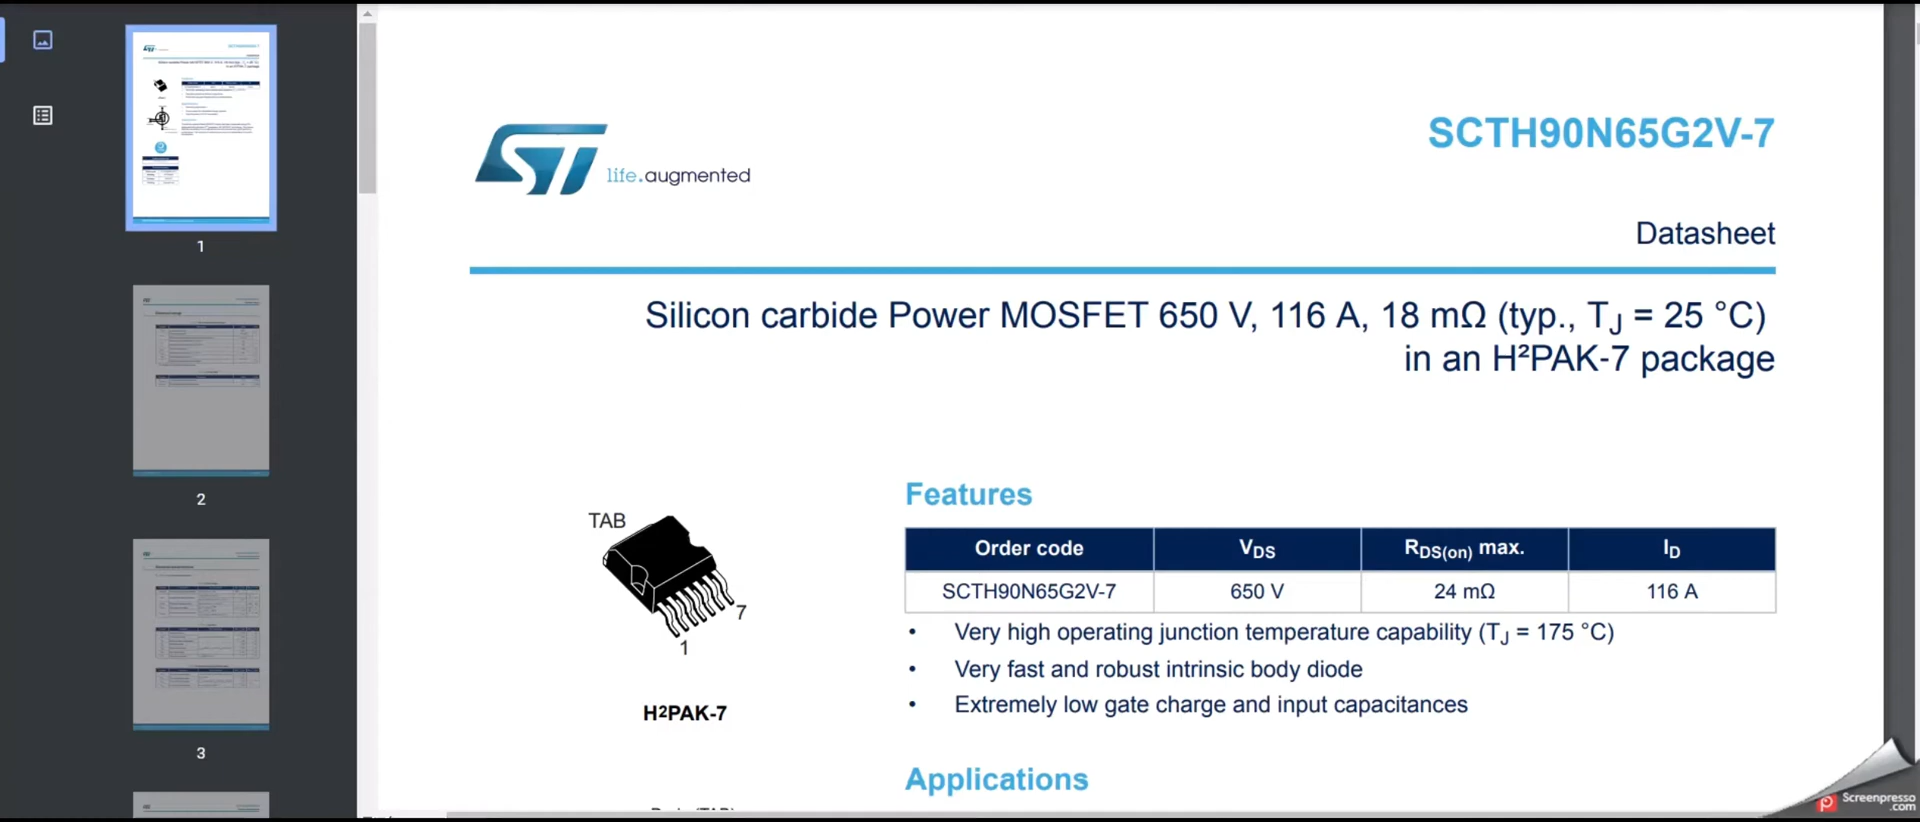 SCTH90N65G2V-7
ST life.augmented
Datasheet
Silicon carbide Power MOSFET 650 V, 116 A, 18 mΩ (typ., TJ = 25 °C)
in an H²PAK-7 package
Features
TAB
7
1
H2PAK-7
Order code VDS RDS(on) max. ID
SCTH90N65G2V-7 650 V 24 mΩ 116 A
• Very high operating junction temperature capability (TJ = 175 °C)
• Very fast and robust intrinsic body diode
• Extremely low gate charge and input capacitances
Applications
1
2
3
Screenpresso
.com